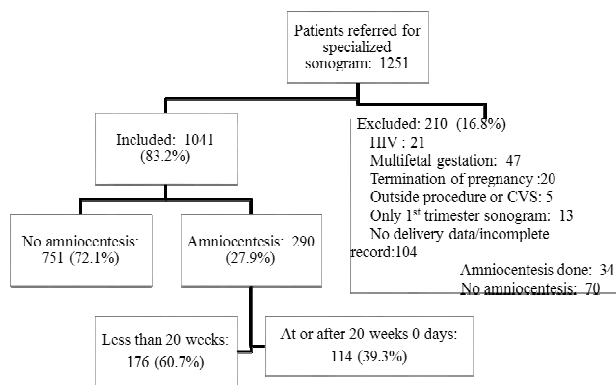 Patients referred for
specialized
sonogram: 1251
Included: 1041
(83.2%)
Excluded: 210 (16.8%)
HIV : 21
Multifetal gestation: 47
Termination of pregnancy :20
Outside procedure or CVS: 5
Only 1st trimester sonogram: 13
No delivery data/incomplete
record:104
Amniocentesis done: 34
No amniocentesis: 70
No amniocentesis:
751 (72.1%)
Amniocentesis: 290
(27.9%)
Less than 20 weeks:
176 (60.7%)
At or after 20 weeks 0 days:
114 (39.3%)